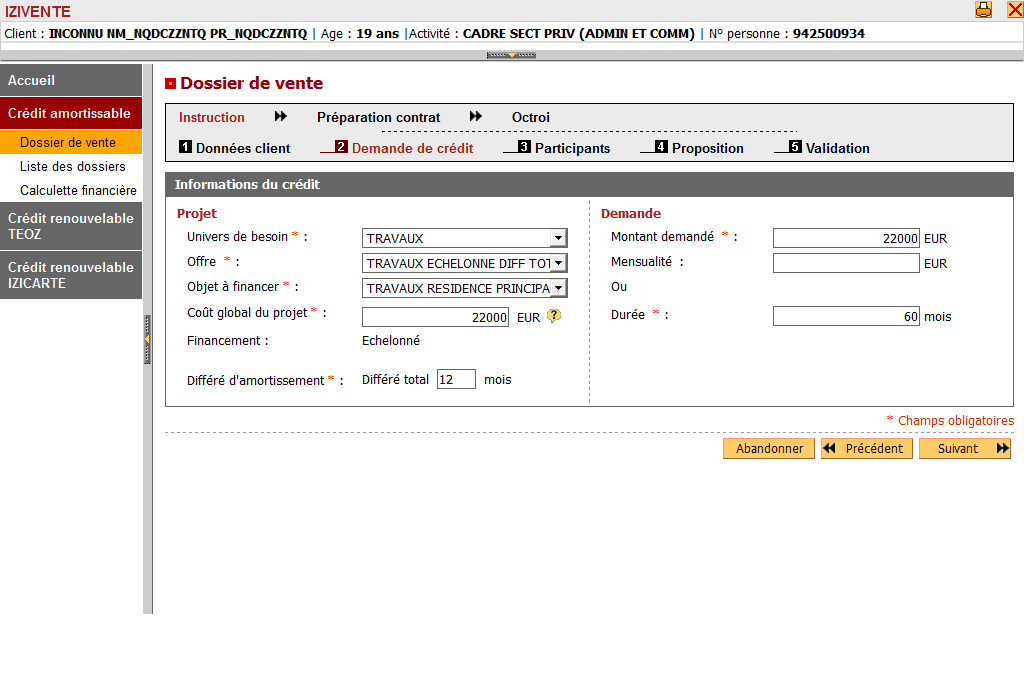 IZIVENTE
Client : INCONNU NM_NQDCZZNTQ PR_NQDCZZNTQ | Age : 19 ans |Activité : CADRE SECT PRIV (ADMIN ET COMM) | N° personne : 942500934
Accueil
Crédit amortissable
Dossier de vente
Liste des dossiers
Calculette financière
Crédit renouvelable
TEOZ
Crédit renouvelable
IZICARTE
Dossier de vente
Instruction Préparation contrat Octroi
1 Données client 2 Demande de crédit 3 Participants 4 Proposition 5 Validation
Informations du crédit
Projet
Univers de besoin * : TRAVAUX
Offre * : TRAVAUX ECHELONNE DIFF TOT
Objet à financer * : TRAVAUX RESIDENCE PRINCIPA
Coût global du projet * : 22000 EUR ?
Financement : Echelonné
Différé d'amortissement * : Différé total 12 mois
Demande
Montant demandé * : 22000 EUR
Mensualité : EUR
Ou
Durée * : 60 mois
* Champs obligatoires
Abandonner Précédent Suivant